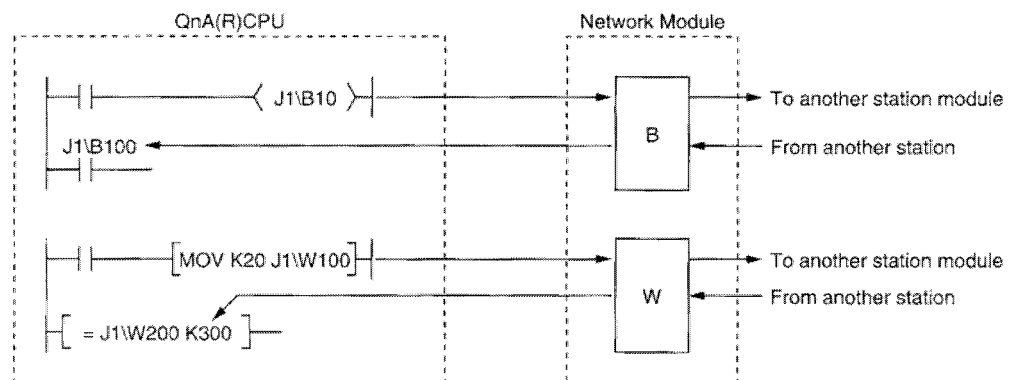 QnA(R)CPU
Network Module
J1\B10
To another station module
B
J1\B100
From another station
MOV K20 J1\W100
To another station module
W
From another station
= J1\W200 K300